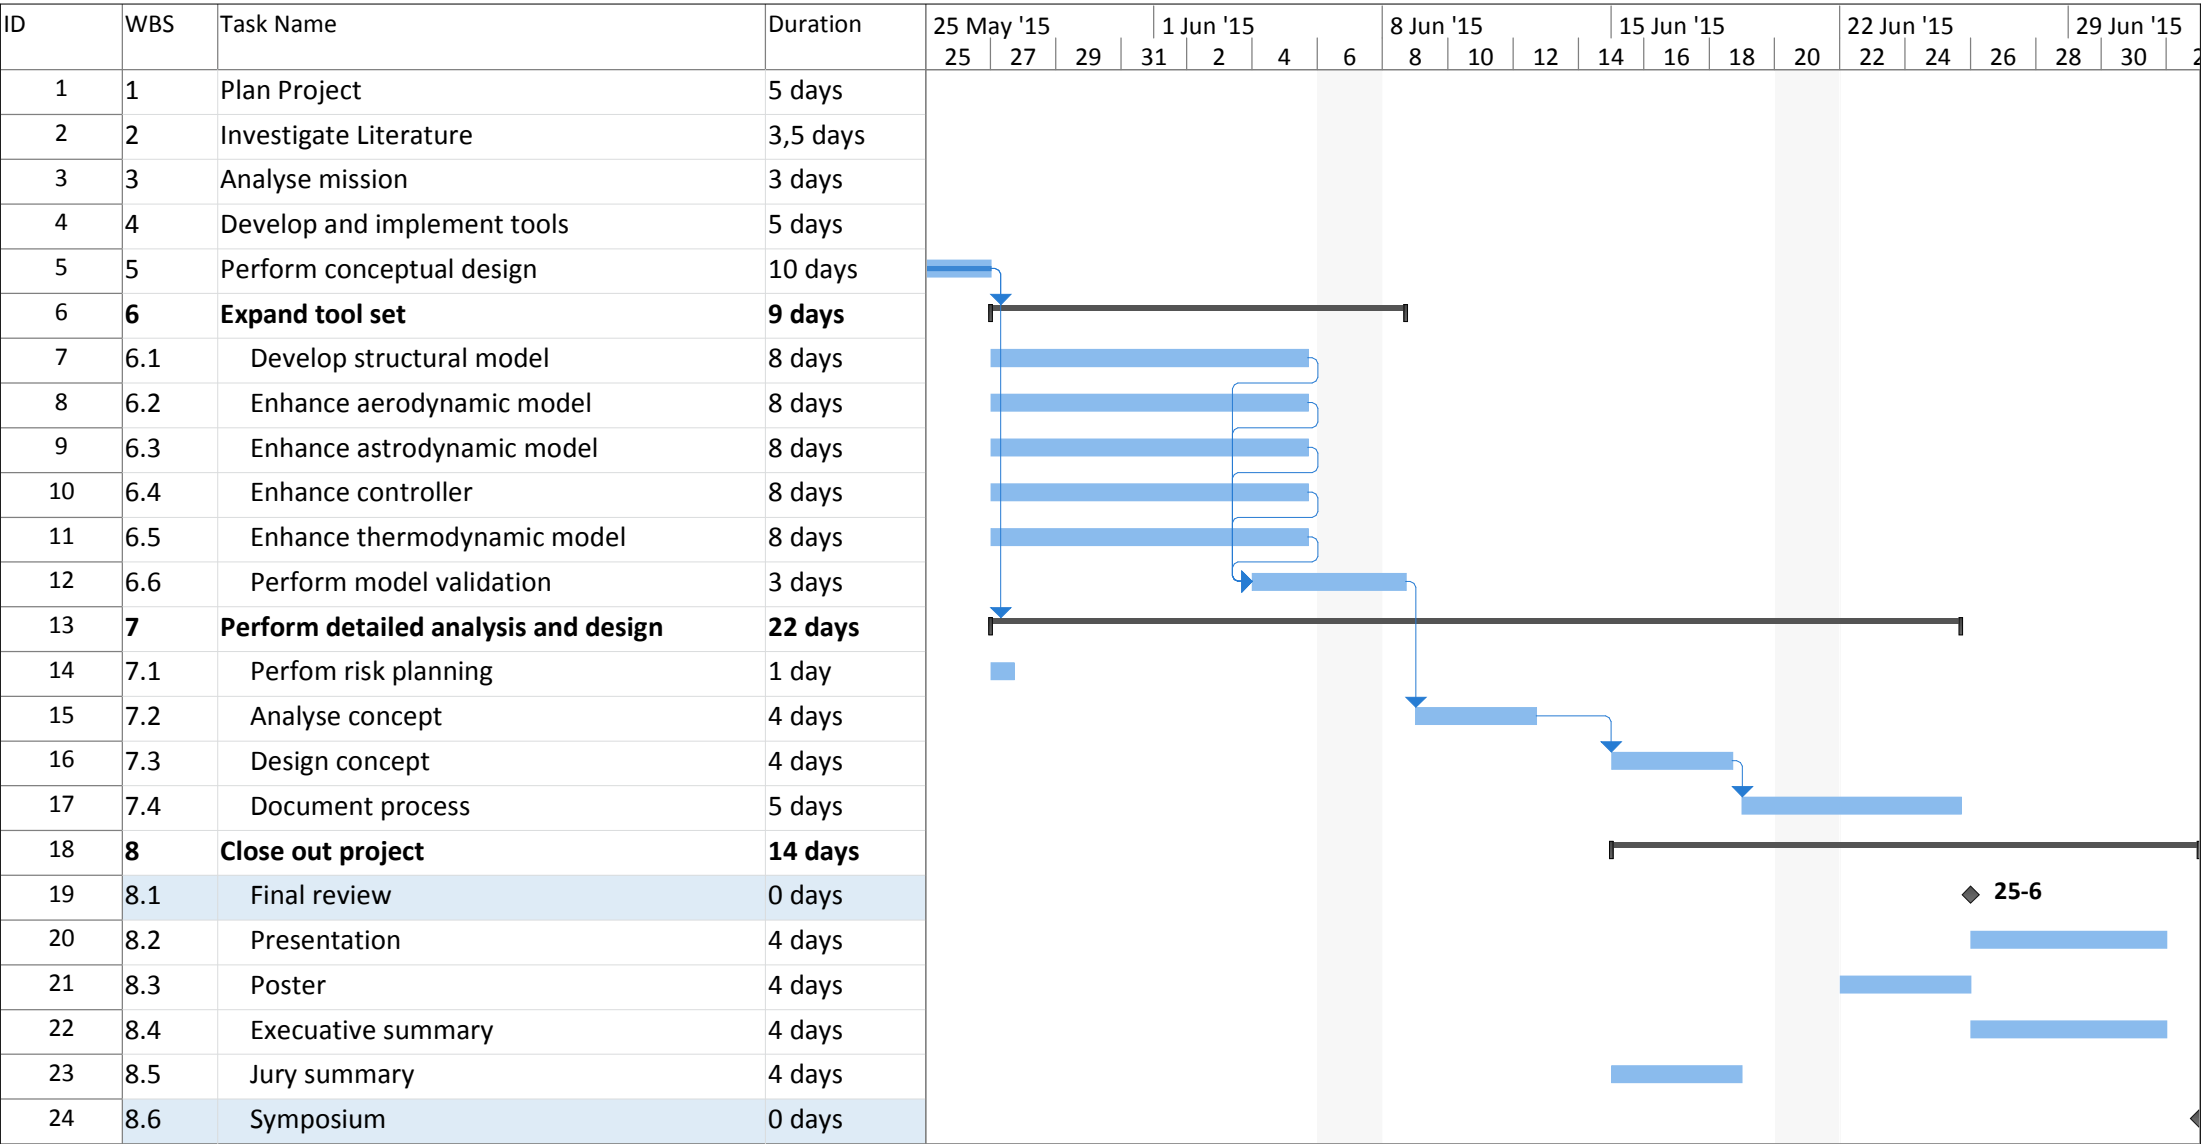 ID WBS Task Name Duration 25 May '15 1 Jun '15 8 Jun '15 15 Jun '15 22 Jun '15 29 Jun '15
25 27 29 31 2 4 6 8 10 12 14 16 18 20 22 24 26 28 30 2
1 1 Plan Project 5 days
2 2 Investigate Literature 3,5 days
3 3 Analyse mission 3 days
4 4 Develop and implement tools 5 days
5 5 Perform conceptual design 10 days
6 6 Expand tool set 9 days
7 6.1 Develop structural model 8 days
8 6.2 Enhance aerodynamic model 8 days
9 6.3 Enhance astrodynamic model 8 days
10 6.4 Enhance controller 8 days
11 6.5 Enhance thermodynamic model 8 days
12 6.6 Perform model validation 3 days
13 7 Perform detailed analysis and design 22 days
14 7.1 Perfom risk planning 1 day
15 7.2 Analyse concept 4 days
16 7.3 Design concept 4 days
17 7.4 Document process 5 days
18 8 Close out project 14 days
19 8.1 Final review 0 days 25-6
20 8.2 Presentation 4 days
21 8.3 Poster 4 days
22 8.4 Execuative summary 4 days
23 8.5 Jury summary 4 days
24 8.6 Symposium 0 days